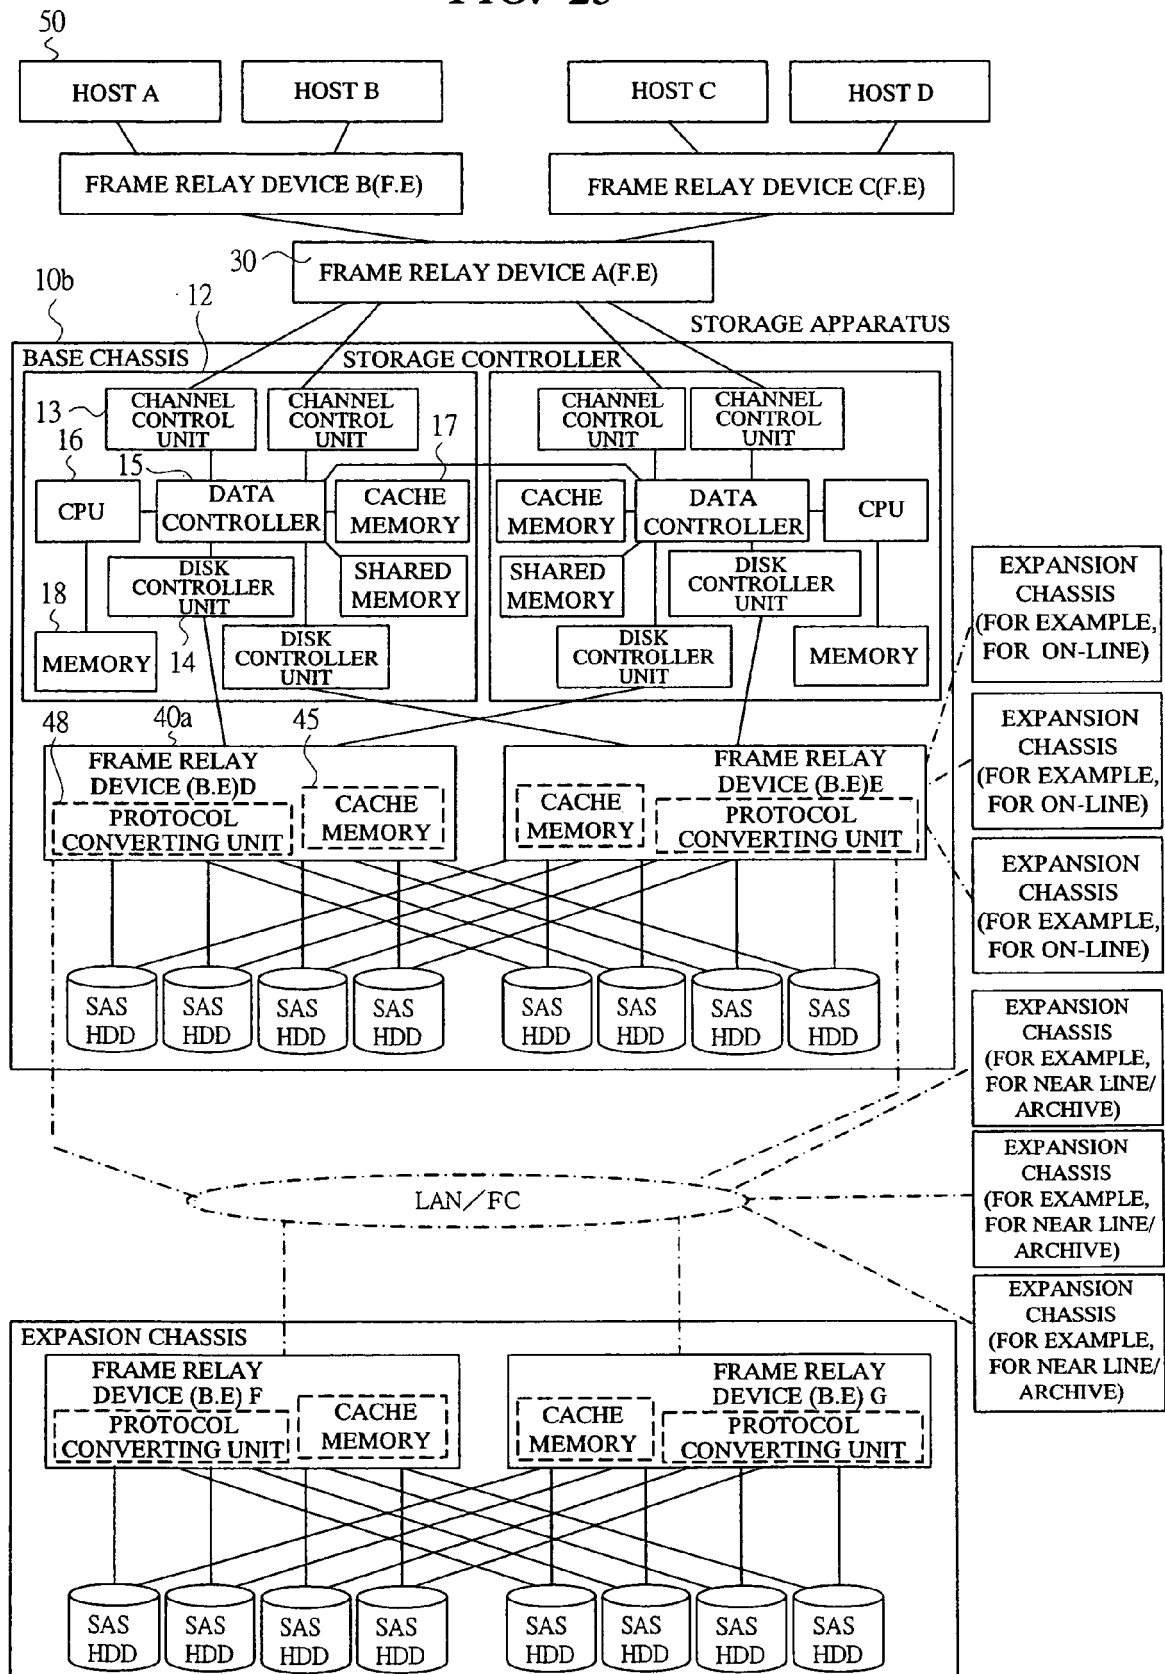 50
HOST A
HOST B
HOST C
HOST D
FRAME RELAY DEVICE B(F.E)
FRAME RELAY DEVICE C(F.E)
30
FRAME RELAY DEVICE A(F.E)
10b
12
STORAGE APPARATUS
BASE CHASSIS
STORAGE CONTROLLER
13
CHANNEL
CONTROL
UNIT
CHANNEL
CONTROL
UNIT
17
CHANNEL
CONTROL
UNIT
CHANNEL
CONTROL
UNIT
16
15
CPU
DATA
CONTROLLER
CACHE
MEMORY
CACHE
MEMORY
DATA
CONTROLLER
CPU
DISK
CONTROLLER
UNIT
SHARED
MEMORY
SHARED
MEMORY
DISK
CONTROLLER
UNIT
18
MEMORY
14
DISK
CONTROLLER
UNIT
DISK
CONTROLLER
UNIT
MEMORY
EXPANSION
CHASSIS
(FOR EXAMPLE,
FOR ON-LINE)
EXPANSION
CHASSIS
(FOR EXAMPLE,
FOR ON-LINE)
EXPANSION
CHASSIS
(FOR EXAMPLE,
FOR ON-LINE)
48
40a
45
FRAME RELAY
DEVICE (B.E)D
PROTOCOL
CONVERTING UNIT
CACHE
MEMORY
FRAME RELAY
DEVICE (B.E)E
CACHE
MEMORY
PROTOCOL
CONVERTING UNIT
SAS
HDD
SAS
HDD
SAS
HDD
SAS
HDD
SAS
HDD
SAS
HDD
SAS
HDD
SAS
HDD
EXPANSION
CHASSIS
(FOR EXAMPLE,
FOR NEAR LINE/
ARCHIVE)
EXPANSION
CHASSIS
(FOR EXAMPLE,
FOR NEAR LINE/
ARCHIVE)
EXPANSION
CHASSIS
(FOR EXAMPLE,
FOR NEAR LINE/
ARCHIVE)
LAN/FC
EXPASION CHASSIS
FRAME RELAY
DEVICE (B.E) F
PROTOCOL
CONVERTING UNIT
CACHE
MEMORY
FRAME RELAY
DEVICE (B.E) G
CACHE
MEMORY
PROTOCOL
CONVERTING UNIT
SAS
HDD
SAS
HDD
SAS
HDD
SAS
HDD
SAS
HDD
SAS
HDD
SAS
HDD
SAS
HDD